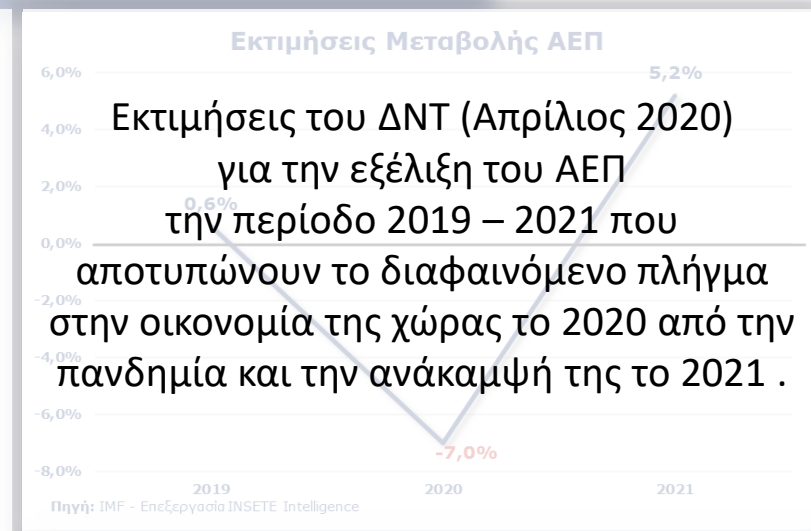 Εκτιμήσεις Μεταβολής ΑΕΠ
6,0%
5,2%
4,0%
Εκτιμήσεις του ΔΝΤ (Απρίλιος 2020)
για την εξέλιξη του ΑΕΠ
2,0%
0,6%
την περίοδο 2019 – 2021 που
0,0%
αποτυπώνουν το διαφαινόμενο πλήγμα
-2,0%
στην οικονομία της χώρας το 2020 από την
-4,0%
πανδημία και την ανάκαμψή της το 2021 .
-6,0%
-7,0%
-8,0%
2019 2020 2021
Πηγή: IMF - Επεξεργασία INSETE Intelligence